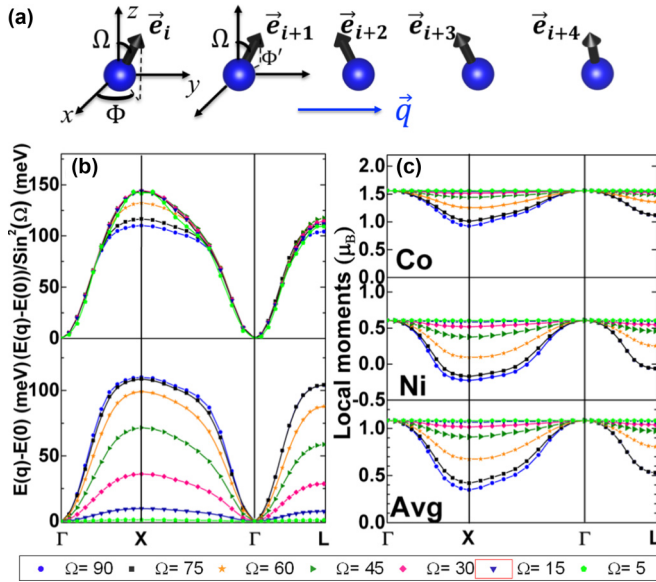 (a)
z
Ω
e⃗i
Φ
x
y
Ω
e⃗i+1
Φ′
e⃗i+2
e⃗i+3
e⃗i+4
q⃗
(b)
E(q)-E(0) (meV)(E(q)-E(0))/Sin²(Ω) (meV)
150
100
50
0
100
50
0
Γ X Γ L
(c)
Local moments (μB)
2.0
1.5
1.0
0.5
0.0
Co
0.5
0.0
-0.5
Ni
1.0
0.5
0.0
Avg
Γ X Γ L
Ω= 90 Ω= 75 Ω= 60 Ω= 45 Ω= 30 Ω= 15 Ω= 5